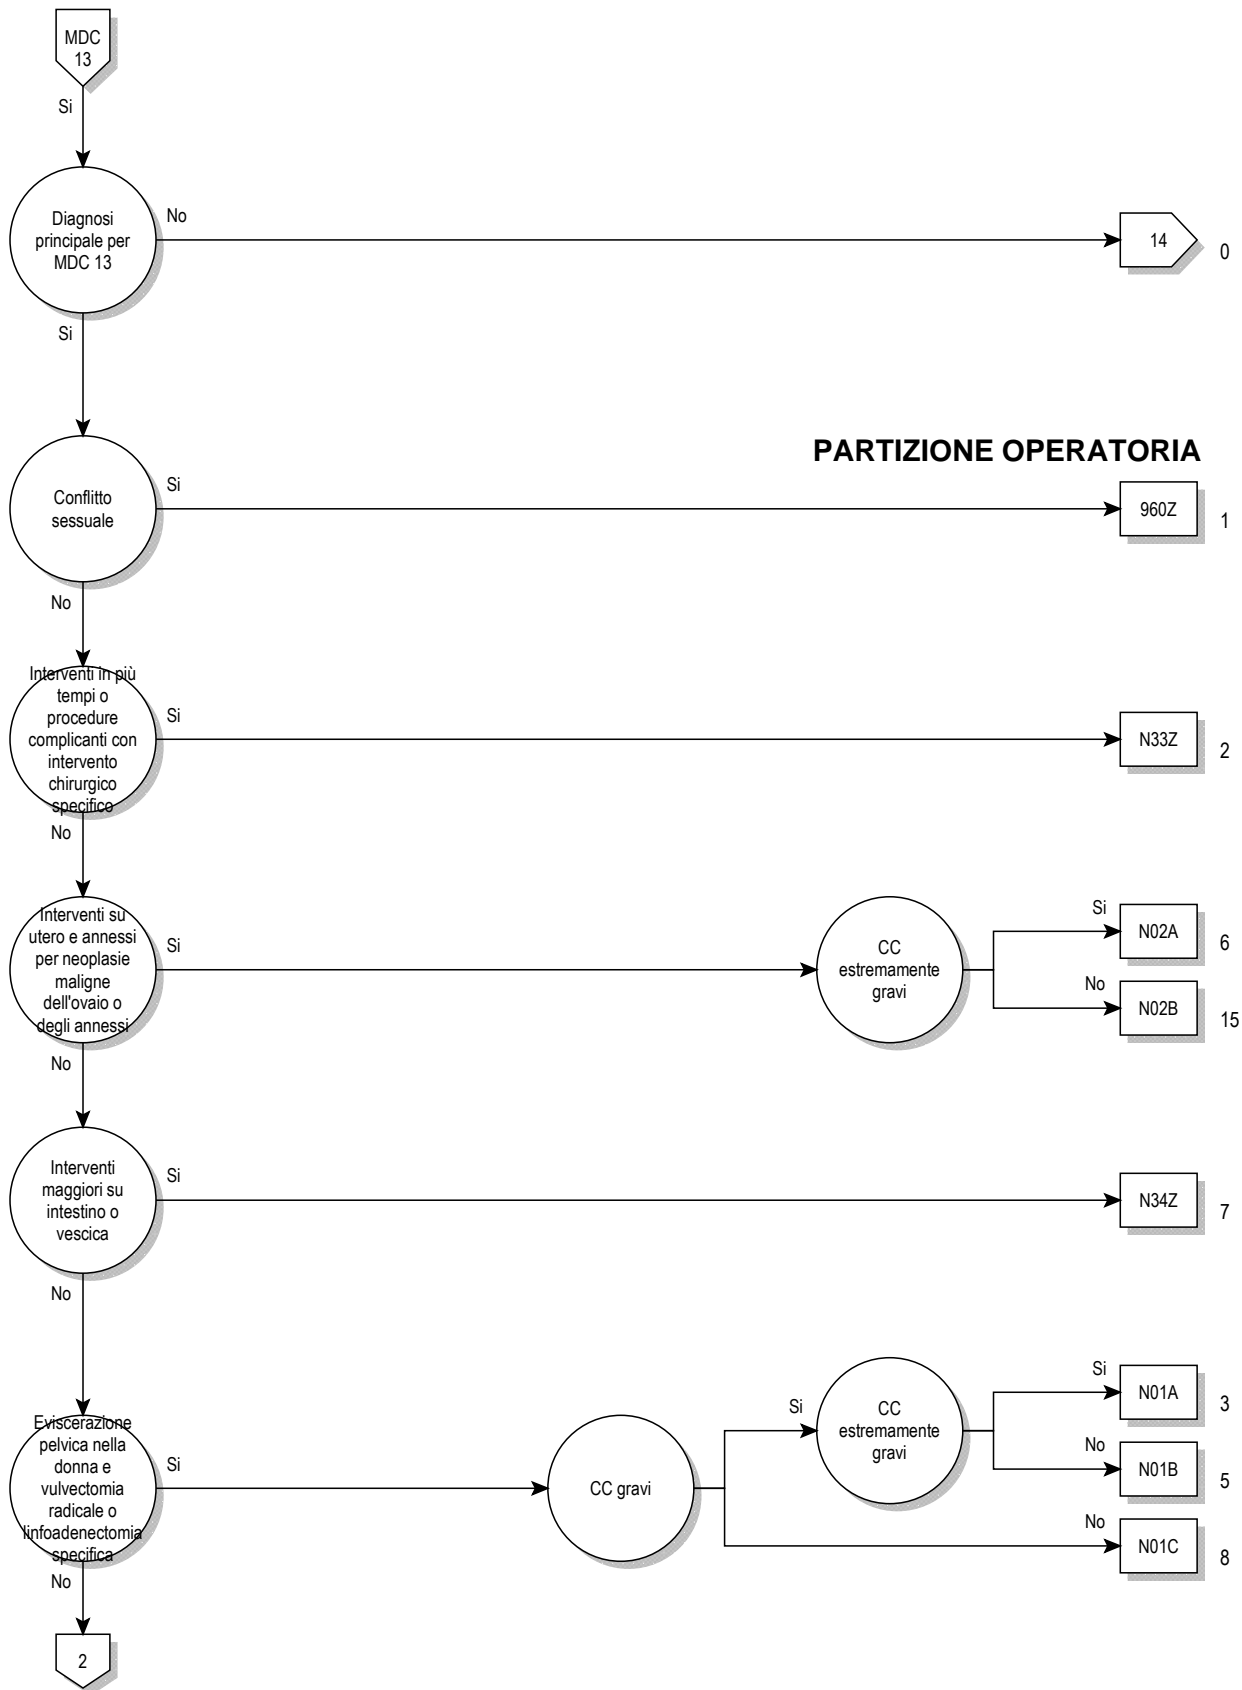 MDC
13
Si
Diagnosi
principale per
MDC 13
No
14
0
Si
PARTIZIONE OPERATORIA
Conflitto
sessuale
Si
960Z
1
No
Interventi in più
tempi o
procedure
complicanti con
intervento
chirurgico
specifico
Si
N33Z
2
No
Interventi su
utero e annessi
per neoplasie
maligne
dell'ovaio o
degli annessi
Si
CC
estremamente
gravi
Si
N02A
6
No
N02B
15
No
Interventi
maggiori su
intestino o
vescica
Si
N34Z
7
No
Eviscerazione
pelvica nella
donna e
vulvectomia
radicale o
linfoadenectomia
specifica
Si
CC gravi
Si
CC
estremamente
gravi
Si
N01A
3
No
N01B
5
No
N01C
8
No
2